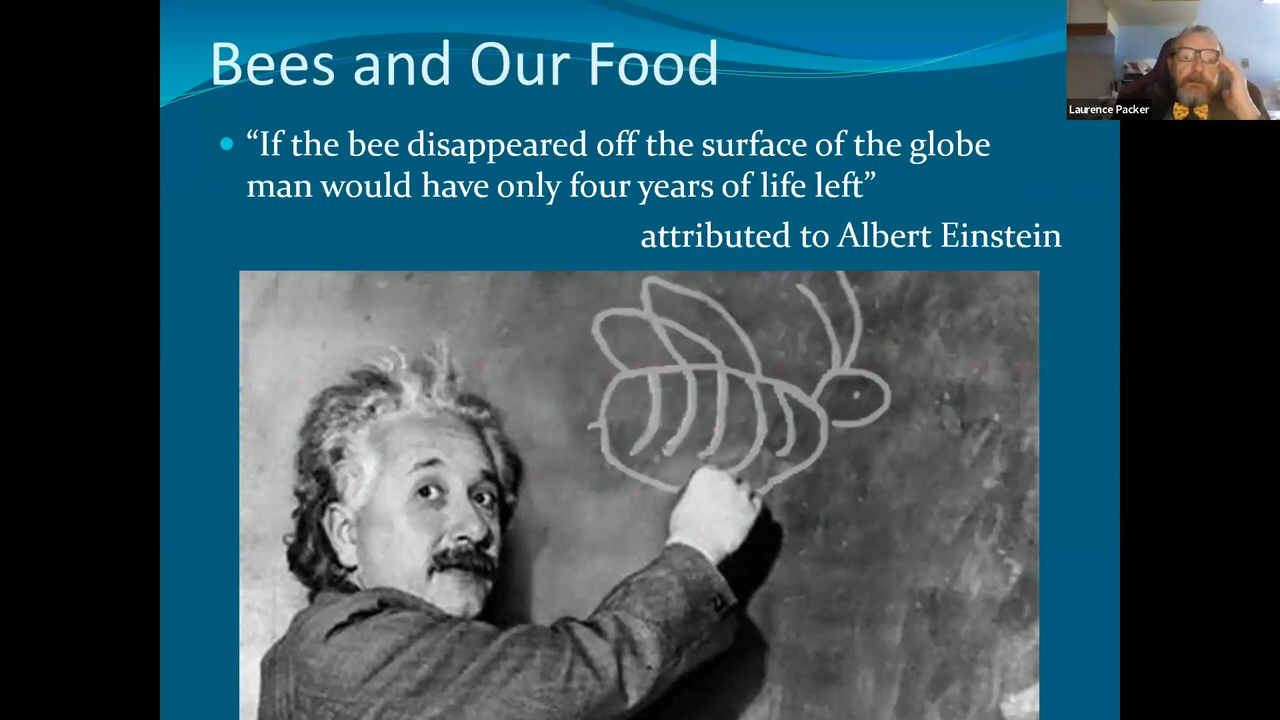 Bees and Our Food
Laurence Packer
“If the bee disappeared off the surface of the globe
man would have only four years of life left”
attributed to Albert Einstein